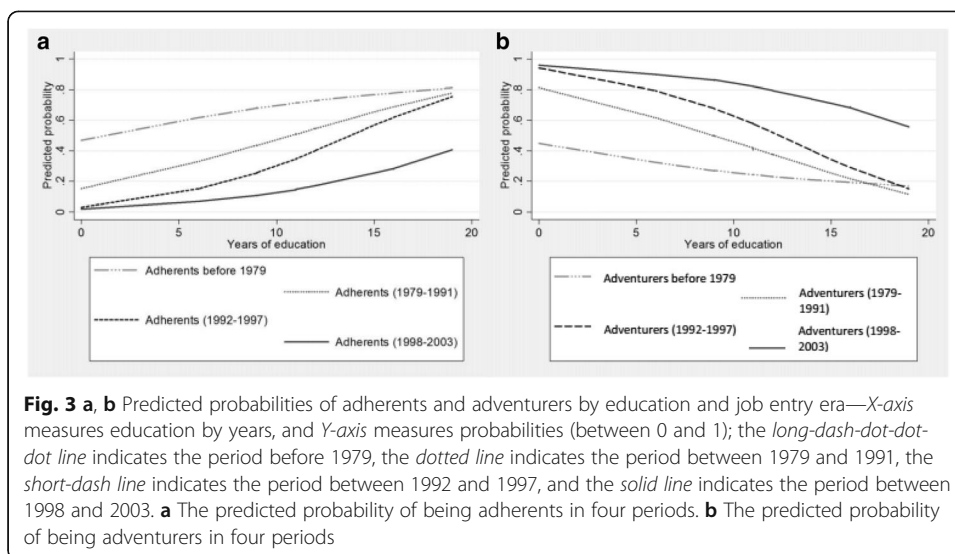 a
b
Predicted probability
0 .2 .4 .6 .8 1
0 5 10 15 20
Years of education
Adherents before 1979
Adherents (1979-1991)
Adherents (1992-1997)
Adherents (1998-2003)
Predicted probability
0 .2 .4 .6 .8 1
0 5 10 15 20
Years of education
Adventurers before 1979
Adventurers (1979-
1991)
Adventurers (1992-1997)
Adventurers (1998-
2003)
Fig. 3 a, b Predicted probabilities of adherents and adventurers by education and job entry era—X-axis
measures education by years, and Y-axis measures probabilities (between 0 and 1); the long-dash-dot-dot-
dot line indicates the period before 1979, the dotted line indicates the period between 1979 and 1991, the
short-dash line indicates the period between 1992 and 1997, and the solid line indicates the period between
1998 and 2003. a The predicted probability of being adherents in four periods. b The predicted probability
of being adventurers in four periods